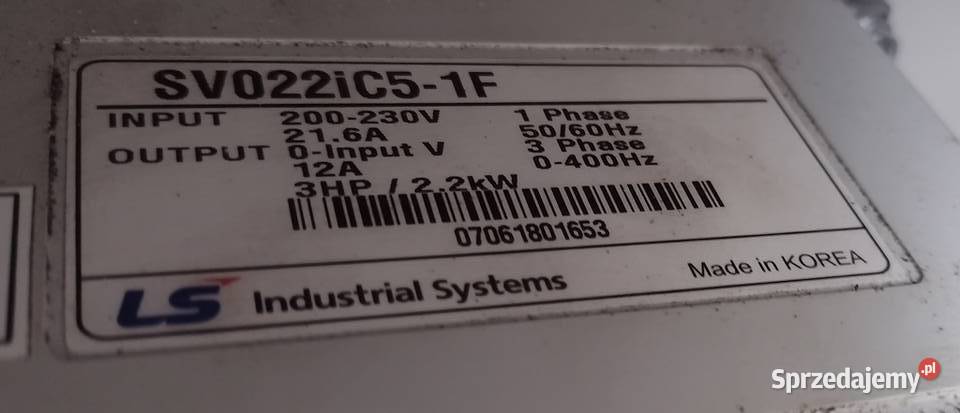 SV022iC5-1F
INPUT 200-230V 1 Phase
21.6A 50/60Hz
OUTPUT 0-Input V 3 Phase
12A 0-400Hz
3HP / 2.2kW
07061801653
LS Industrial Systems Made in KOREA
Sprzedajemy.pl